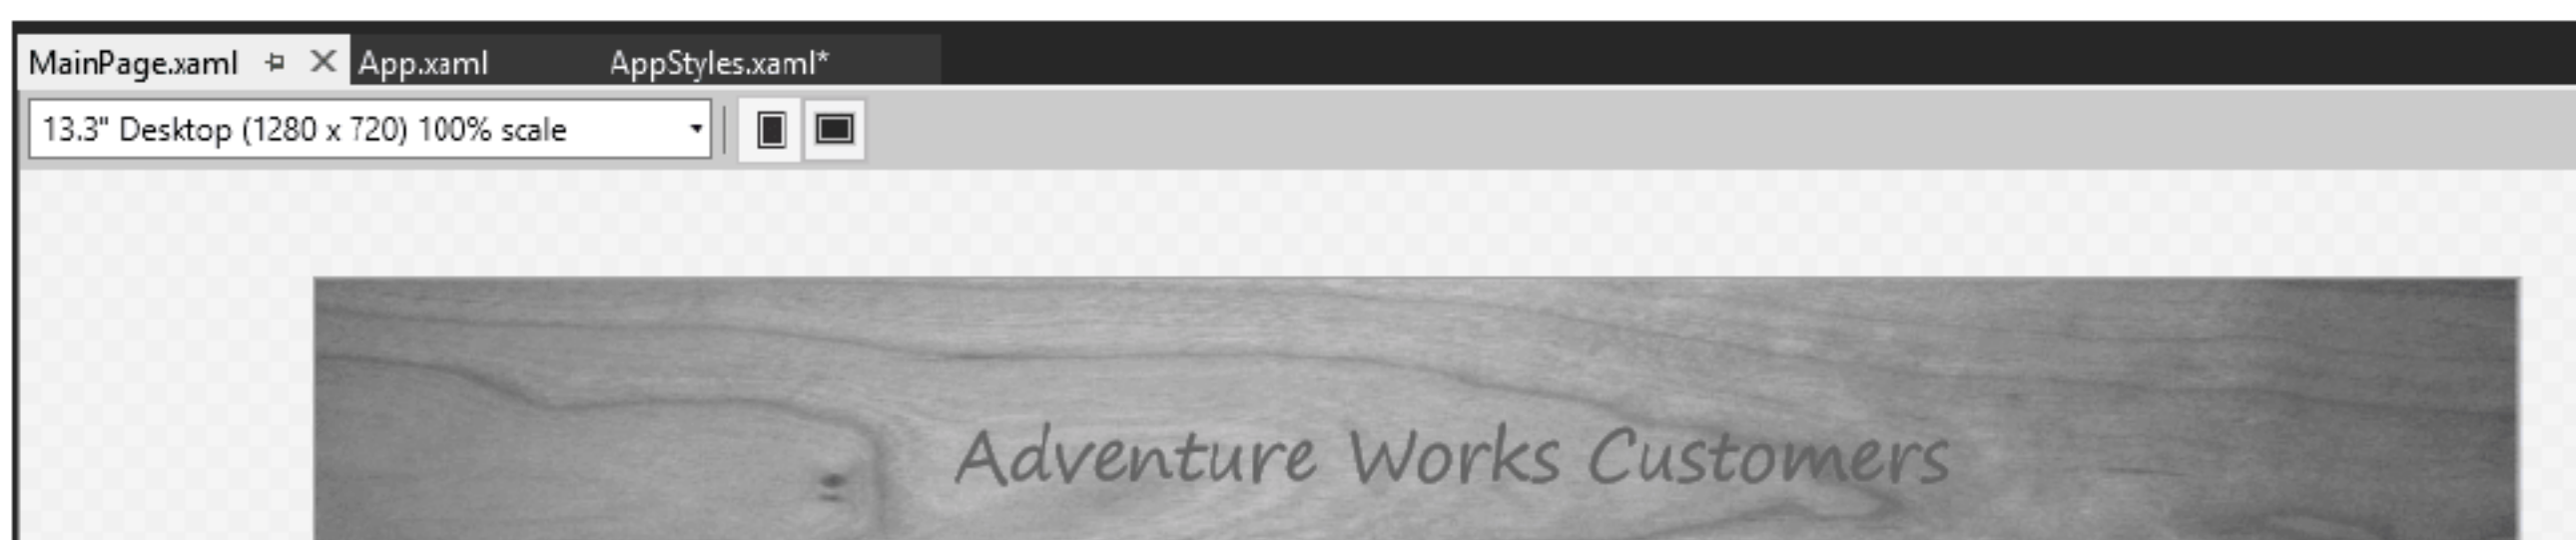 MainPage.xaml App.xaml AppStyles.xaml*
13.3" Desktop (1280 x 720) 100% scale
Adventure Works Customers